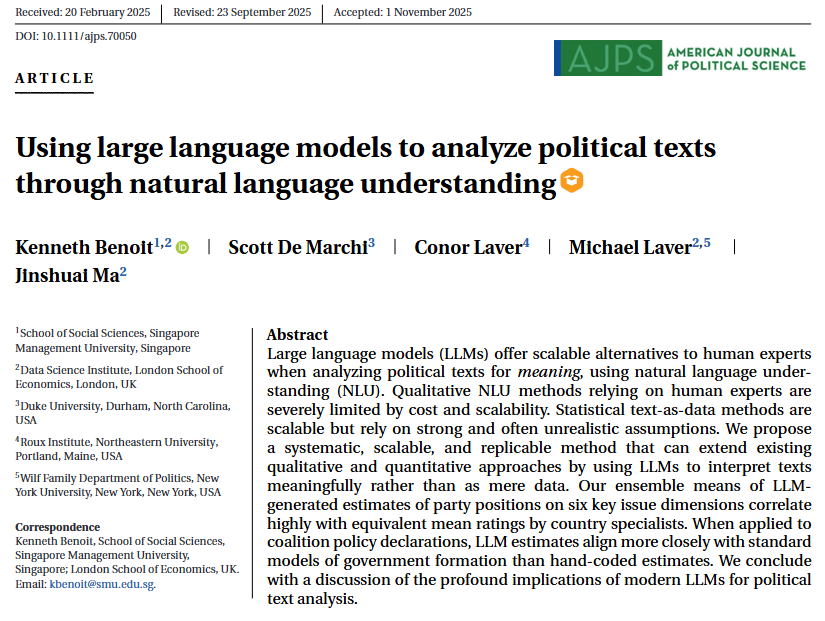 Received: 20 February 2025 | Revised: 23 September 2025 | Accepted: 1 November 2025
DOI: 10.1111/ajps.70050
AJPS AMERICAN JOURNAL
of POLITICAL SCIENCE
ARTICLE
Using large language models to analyze political texts
through natural language understanding
Kenneth Benoit1,2 | Scott De Marchi3 | Conor Laver4 | Michael Laver2,5 |
Jinshuai Ma2
1School of Social Sciences, Singapore
Management University, Singapore
2Data Science Institute, London School of
Economics, London, UK
3Duke University, Durham, North Carolina,
USA
4Roux Institute, Northeastern University,
Portland, Maine, USA
5Wilf Family Department of Politics, New
York University, New York, New York, USA
Correspondence
Kenneth Benoit, School of Social Sciences,
Singapore Management University,
Singapore; London School of Economics, UK.
Email: kbenoit@smu.edu.sg.
Abstract
Large language models (LLMs) offer scalable alternatives to human experts
when analyzing political texts for meaning, using natural language under-
standing (NLU). Qualitative NLU methods relying on human experts are
severely limited by cost and scalability. Statistical text-as-data methods are
scalable but rely on strong and often unrealistic assumptions. We propose
a systematic, scalable, and replicable method that can extend existing
qualitative and quantitative approaches by using LLMs to interpret texts
meaningfully rather than as mere data. Our ensemble means of LLM-
generated estimates of party positions on six key issue dimensions correlate
highly with equivalent mean ratings by country specialists. When applied to
coalition policy declarations, LLM estimates align more closely with standard
models of government formation than hand-coded estimates. We conclude
with a discussion of the profound implications of modern LLMs for political
text analysis.